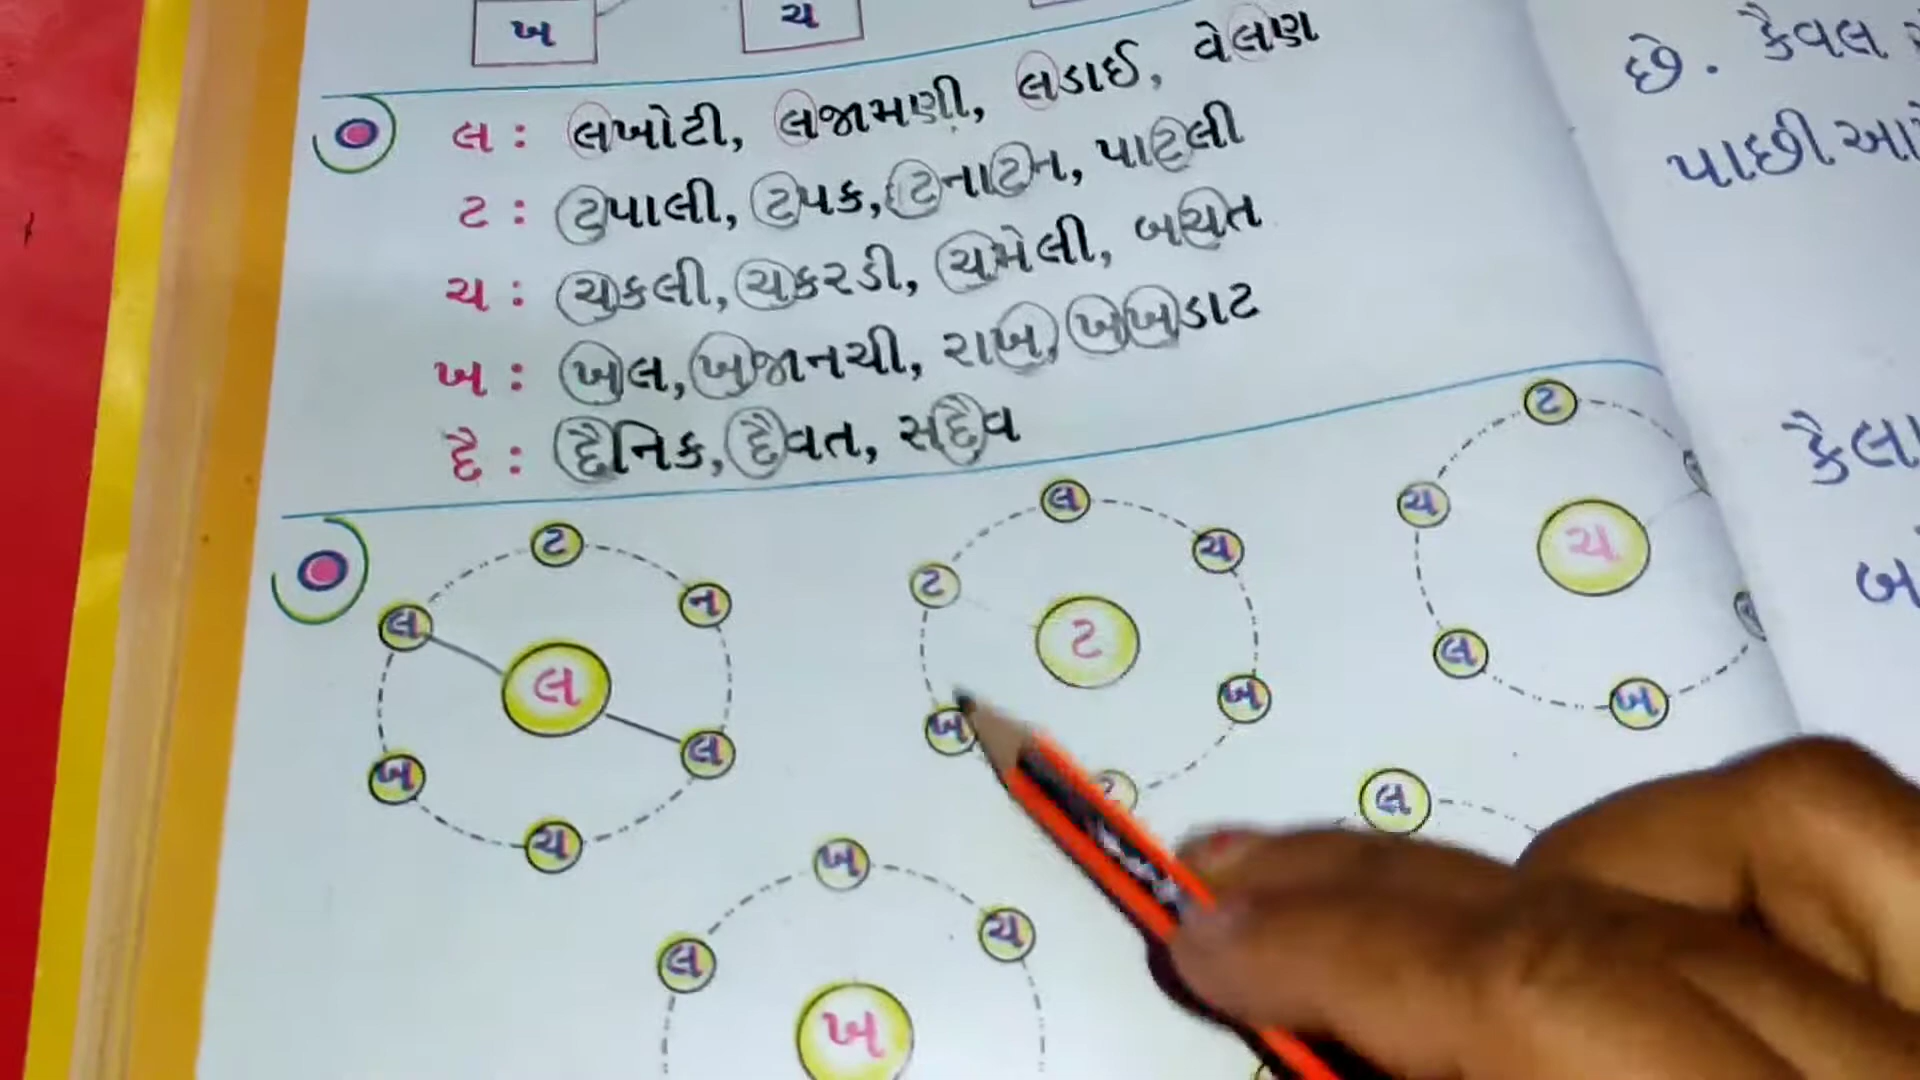 ખ ચ
લ : લખોટી, લજામણી, લડાઈ, વેલણ
ટ : ટપાલી, ટપક, ટનાટન, પાટલી
ચ : ચકલી, ચકરડી, ચમેલી, બચત
ખ : ખલ, ખજાનચી, રાખ, ખખડાટ
દૈ : દૈનિક, દૈવત, સદૈવ
ટ ન લ લ ચ ખ લ
લ ચ ખ ટ ખ ટ ટ
ટ ચ લ ખ ચ
ખ ચ લ ખ
લ
છે. કૈવલ
પાછી